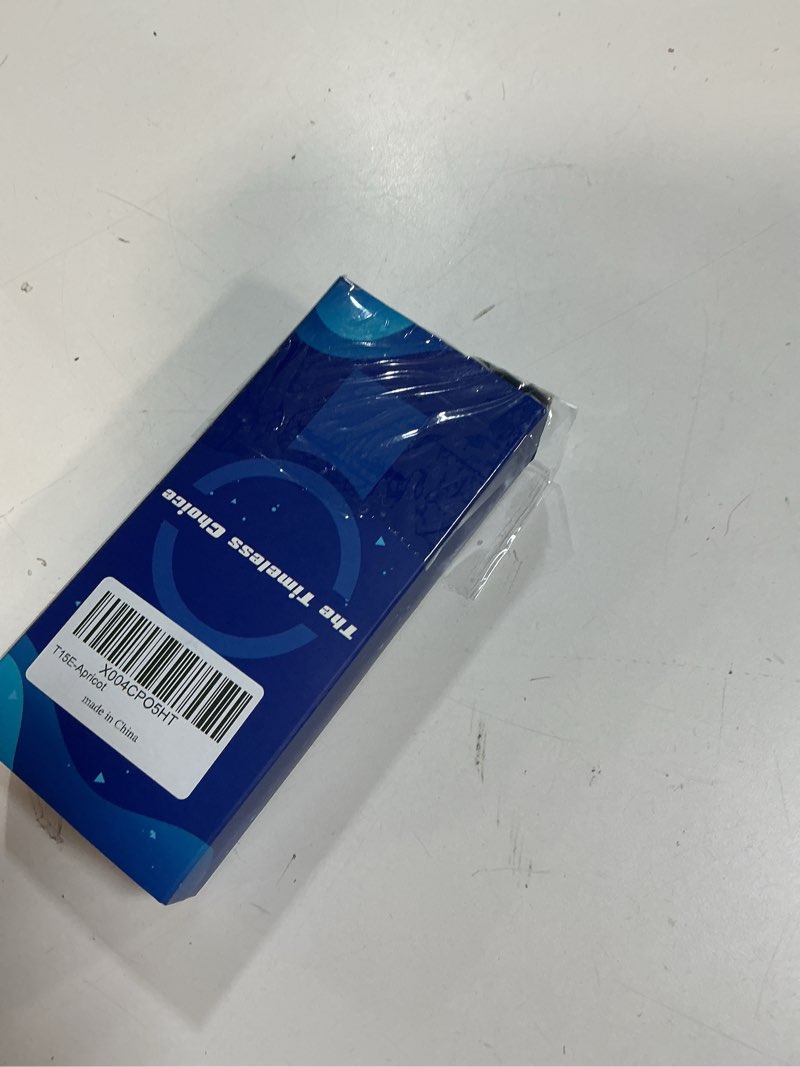 The Timeless Choice
X004CPO5HT
T15E-Apricot
made in China